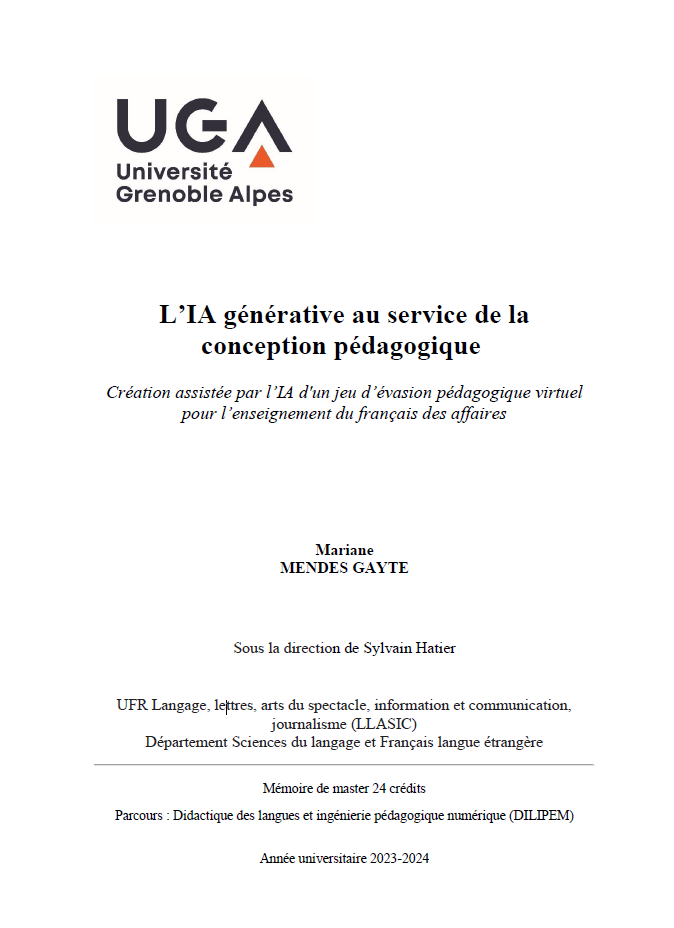 UGA
Université
Grenoble Alpes
L’IA générative au service de la
conception pédagogique
Création assistée par l’IA d'un jeu d’évasion pédagogique virtuel
pour l’enseignement du français des affaires
Mariane
MENDES GAYTE
Sous la direction de Sylvain Hatier
UFR Langage, lettres, arts du spectacle, information et communication,
journalisme (LLASIC)
Département Sciences du langage et Français langue étrangère
Mémoire de master 24 crédits
Parcours : Didactique des langues et ingénierie pédagogique numérique (DILIPEM)
Année universitaire 2023-2024